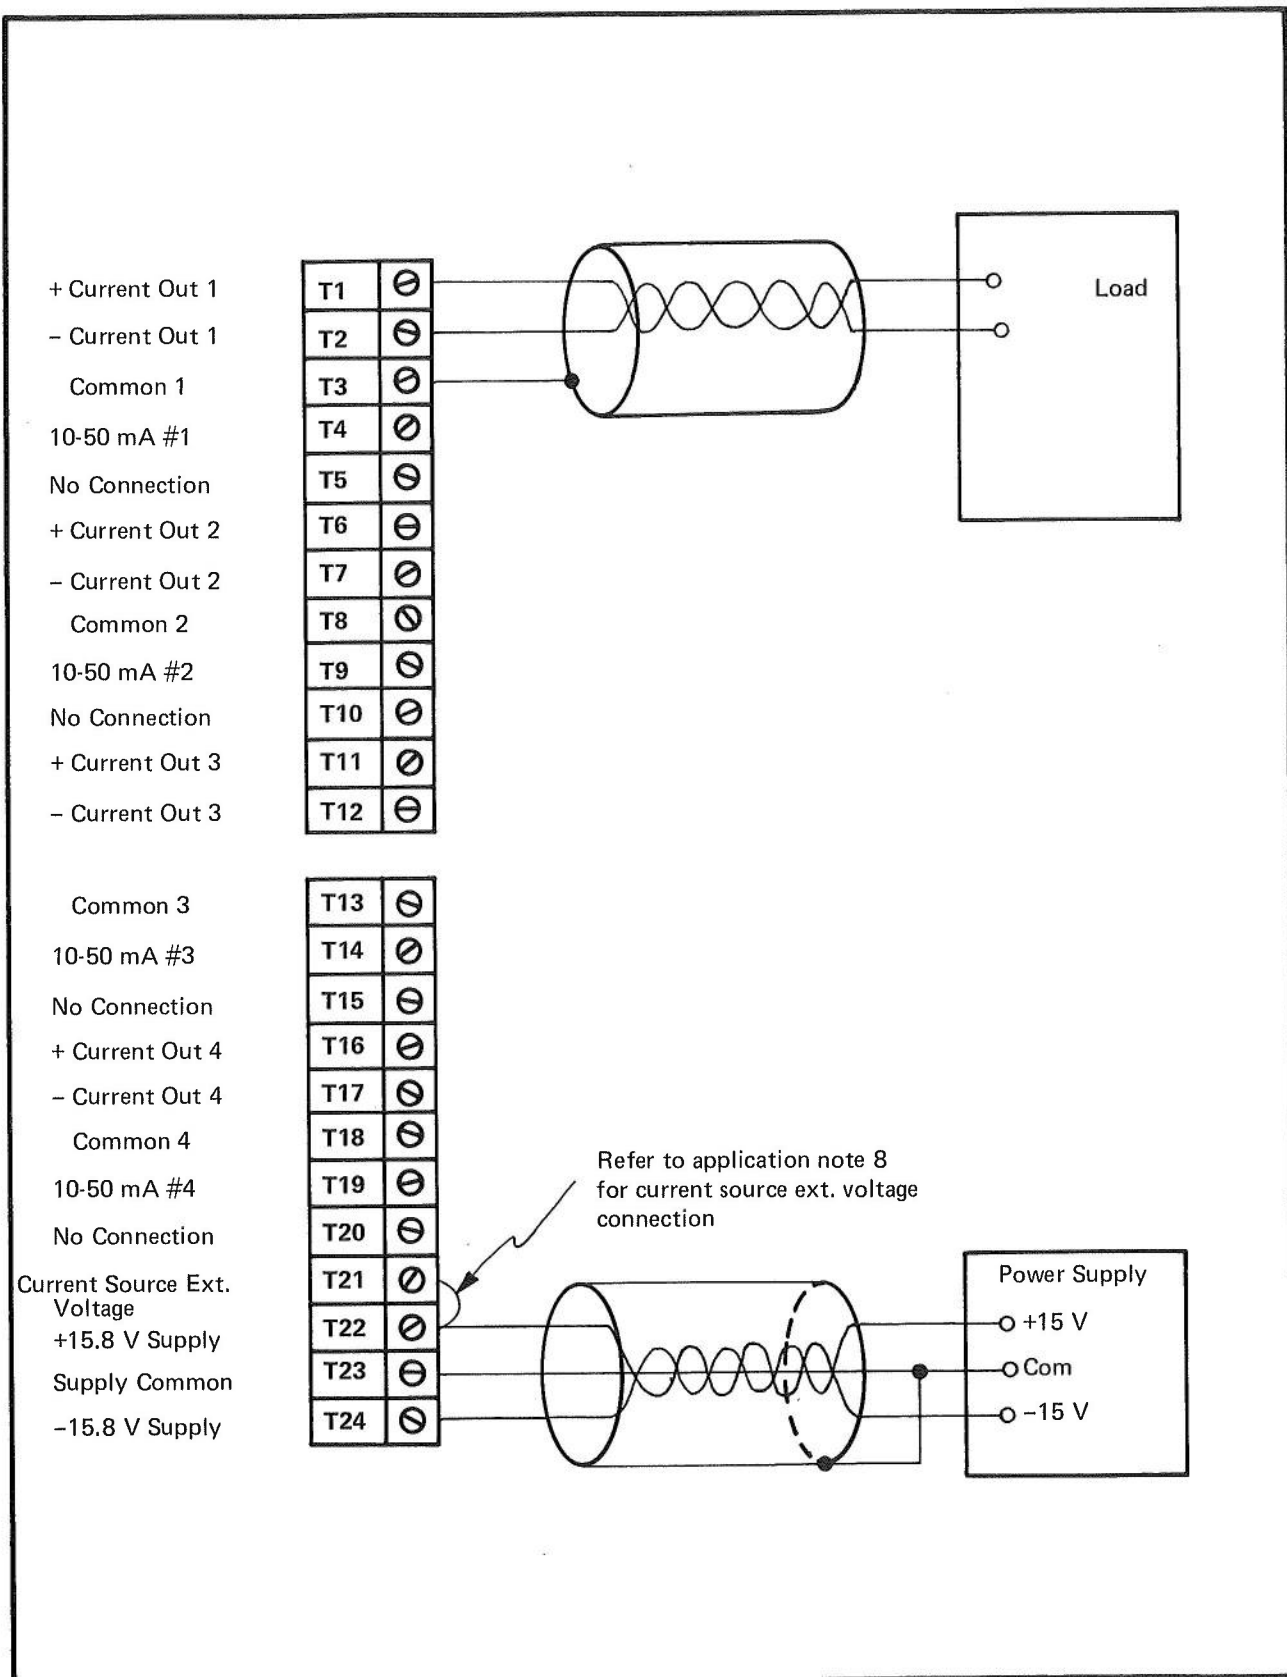 + Current Out 1 T1
– Current Out 1 T2
Common 1 T3
10-50 mA #1 T4
No Connection T5
+ Current Out 2 T6
– Current Out 2 T7
Common 2 T8
10-50 mA #2 T9
No Connection T10
+ Current Out 3 T11
– Current Out 3 T12
Load
Common 3 T13
10-50 mA #3 T14
No Connection T15
+ Current Out 4 T16
– Current Out 4 T17
Common 4 T18
10-50 mA #4 T19
No Connection T20
Current Source Ext. T21
Voltage
+15.8 V Supply T22
Supply Common T23
–15.8 V Supply T24
Refer to application note 8
for current source ext. voltage
connection
Power Supply
+15 V
Com
–15 V